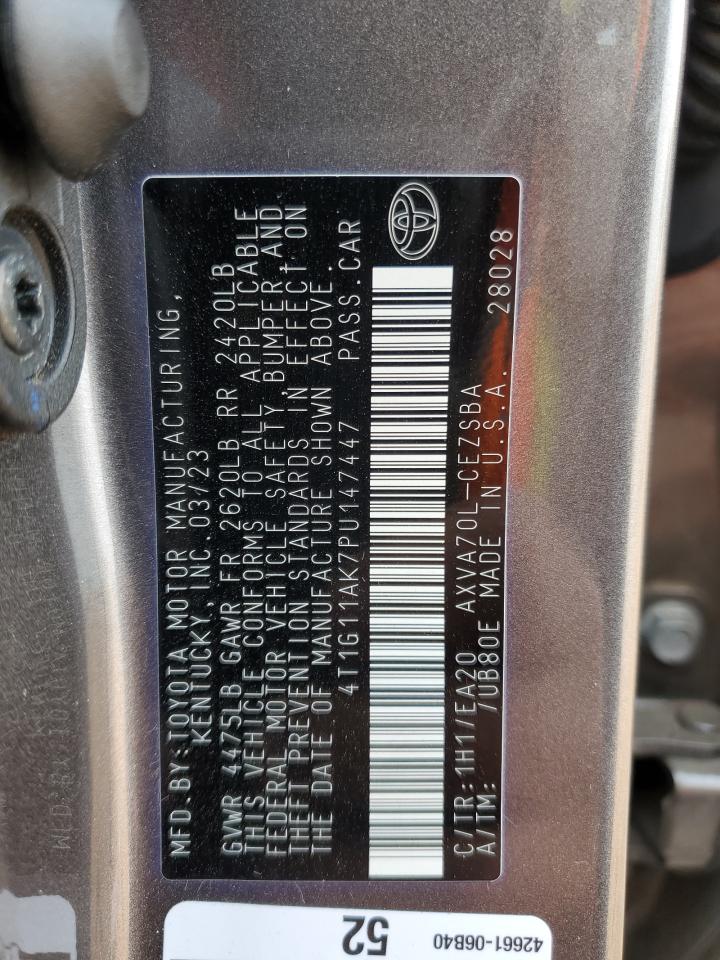 MFD.BY:TOYOTA MOTOR MANUFACTURING,
KENTUCKY, INC.03/23
GVWR 4475LB GAWR FR 2620LB RR 2420LB
THIS VEHICLE CONFORMS TO ALL APPLICABLE
FEDERAL MOTOR VEHICLE SAFETY, BUMPER, AND
THEFT PREVENTION STANDARDS IN EFFECT ON
THE DATE OF MANUFACTURE SHOWN ABOVE.
4T1G11AK7PU147447 PASS.CAR
C/TR:1H1/EA20 AXVA70L-CEZSBA
A/TM: /UB80E MADE IN U.S.A. 28028
52
42661-06B40